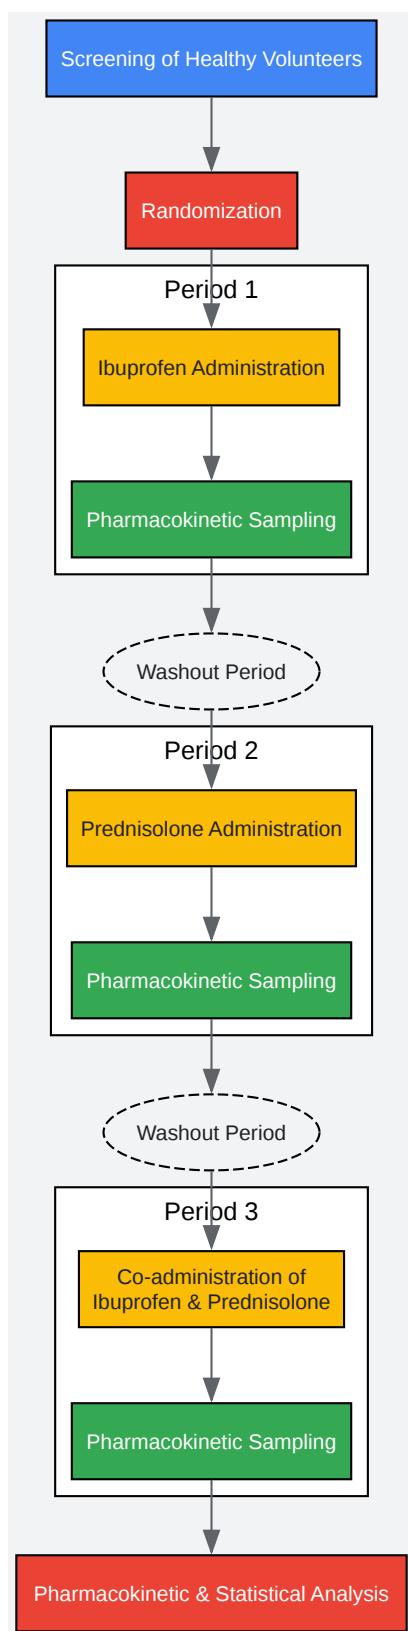 Screening of Healthy Volunteers
Randomization
Period 1
Ibuprofen Administration
Pharmacokinetic Sampling
Washout Period
Period 2
Prednisolone Administration
Pharmacokinetic Sampling
Washout Period
Period 3
Co-administration of
Ibuprofen & Prednisolone
Pharmacokinetic Sampling
Pharmacokinetic & Statistical Analysis